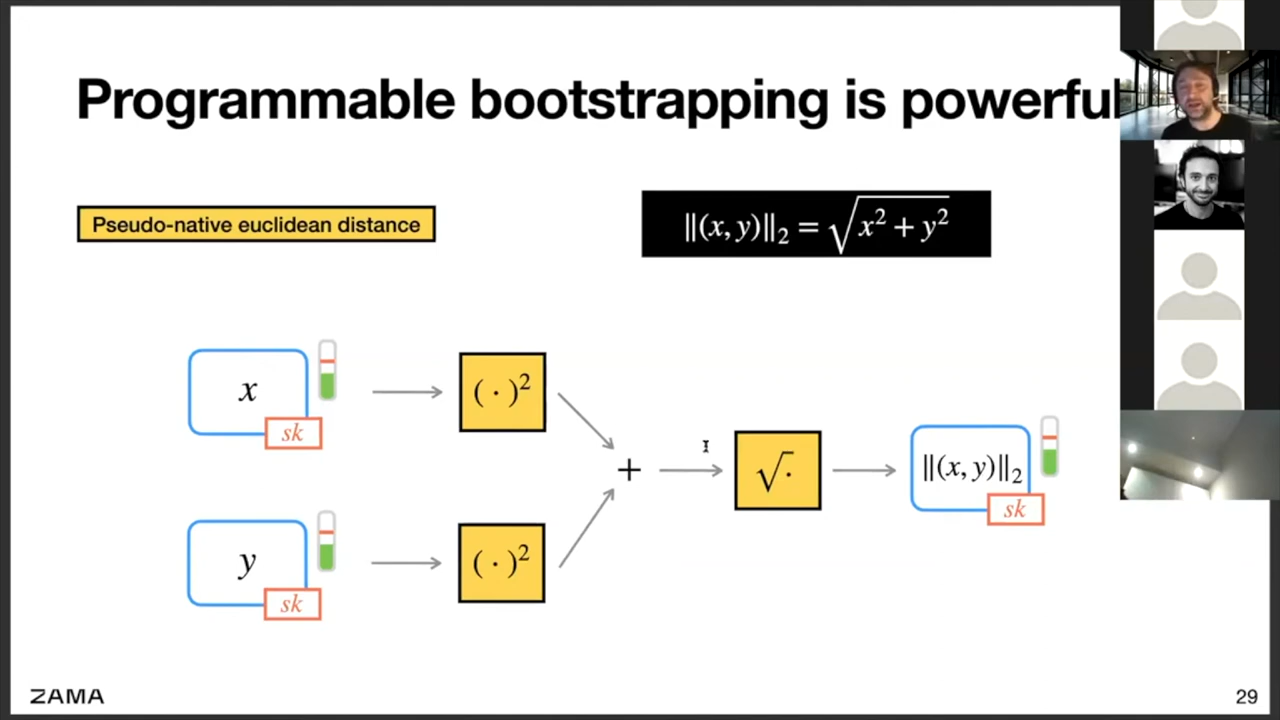 Programmable bootstrapping is powerful
Pseudo-native euclidean distance
‖(x, y)‖₂ = √(x² + y²)
x
sk
( · )²
+
√·
‖(x, y)‖₂
sk
y
sk
( · )²
ZAMA
29